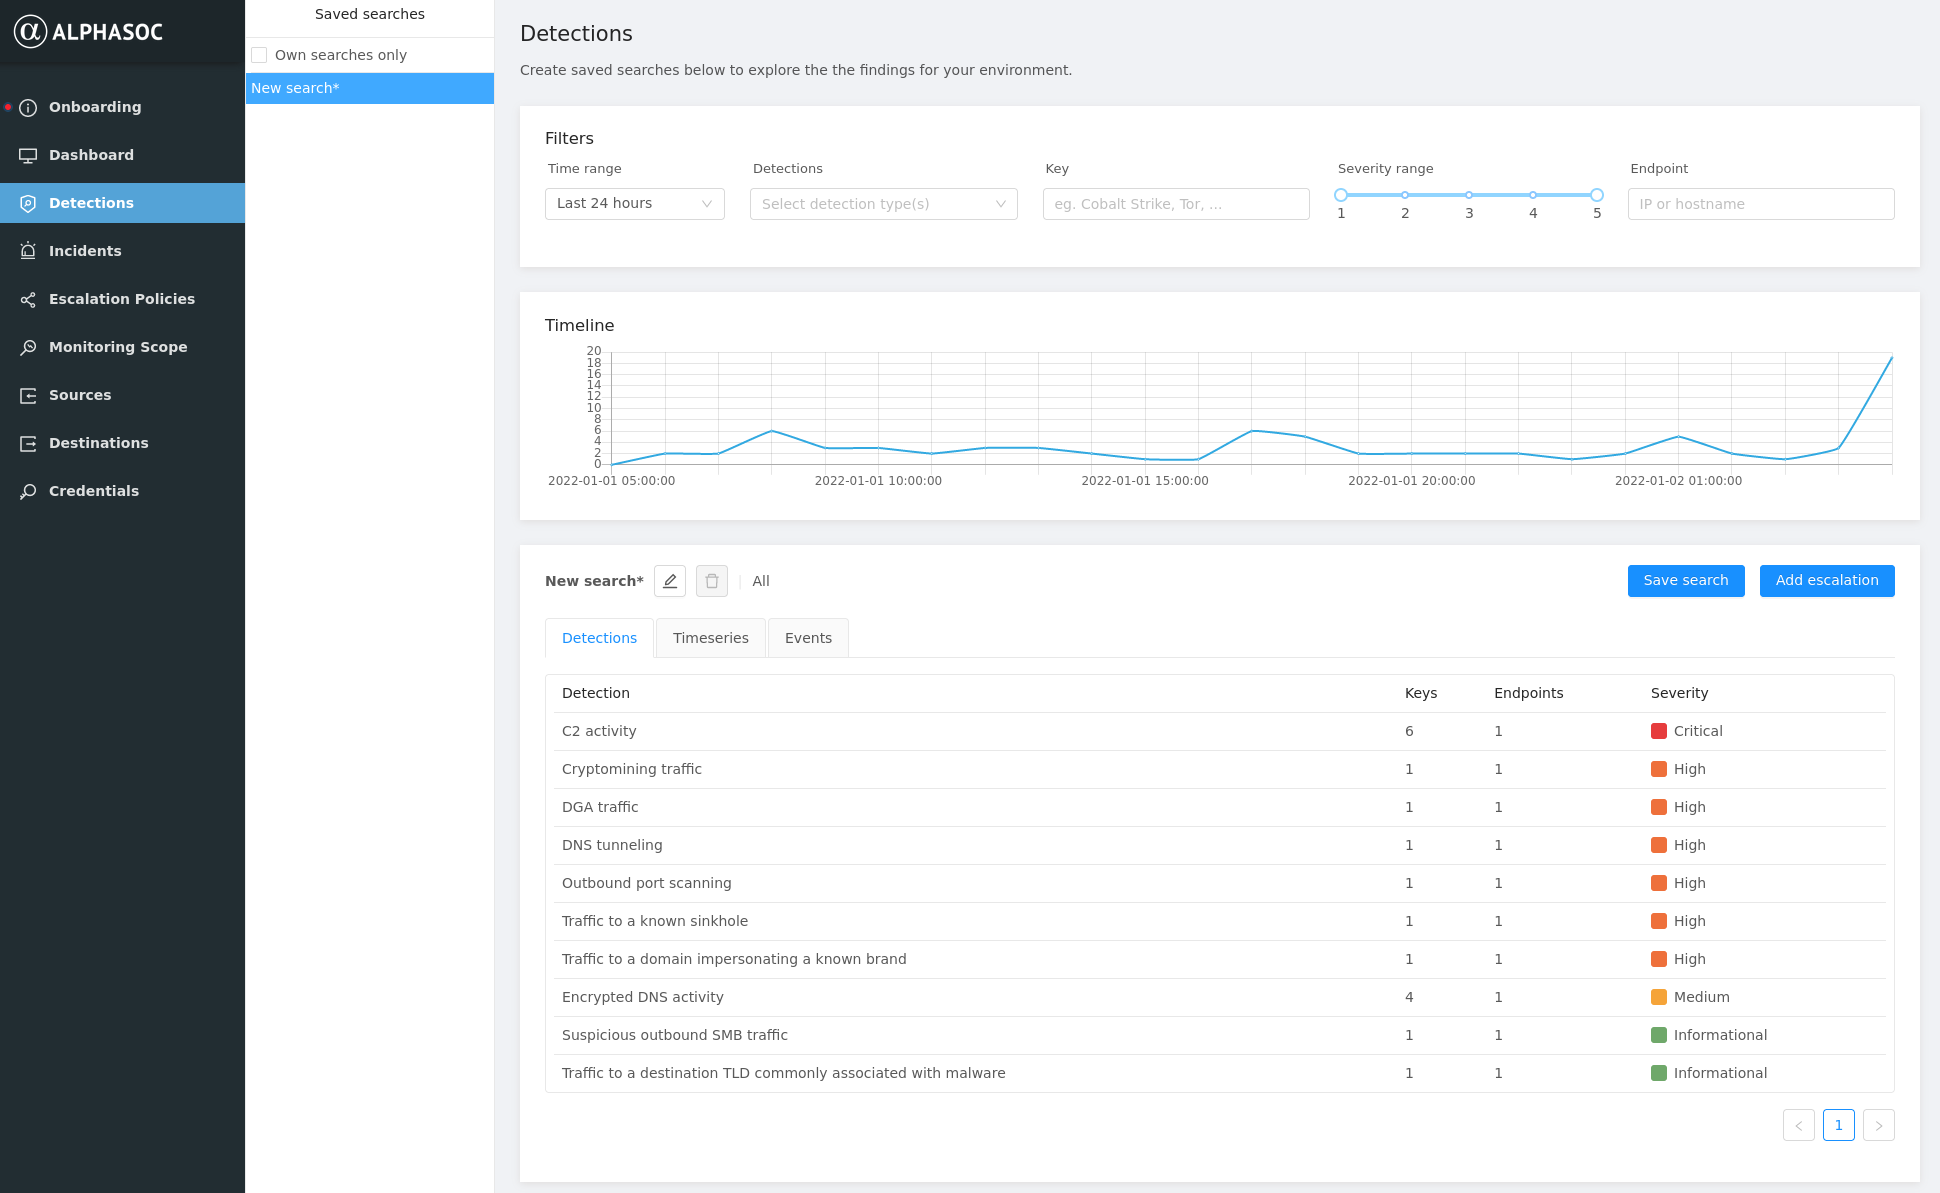 ALPHASOC
Onboarding
Dashboard
Detections
Incidents
Escalation Policies
Monitoring Scope
Sources
Destinations
Credentials
Saved searches
Own searches only
New search*
Detections
Create saved searches below to explore the the findings for your environment.
Filters
Time range Detections Key Severity range Endpoint
Last 24 hours Select detection type(s) eg. Cobalt Strike, Tor, ... IP or hostname
1 2 3 4 5
Timeline
20
18
16
14
12
10
8
6
4
2
0
2022-01-01 05:00:00 2022-01-01 10:00:00 2022-01-01 15:00:00 2022-01-01 20:00:00 2022-01-02 01:00:00
New search* All Save search Add escalation
Detections Timeseries Events
Detection Keys Endpoints Severity
C2 activity 6 1 Critical
Cryptomining traffic 1 1 High
DGA traffic 1 1 High
DNS tunneling 1 1 High
Outbound port scanning 1 1 High
Traffic to a known sinkhole 1 1 High
Traffic to a domain impersonating a known brand 1 1 High
Encrypted DNS activity 4 1 Medium
Suspicious outbound SMB traffic 1 1 Informational
Traffic to a destination TLD commonly associated with malware 1 1 Informational
< 1 >